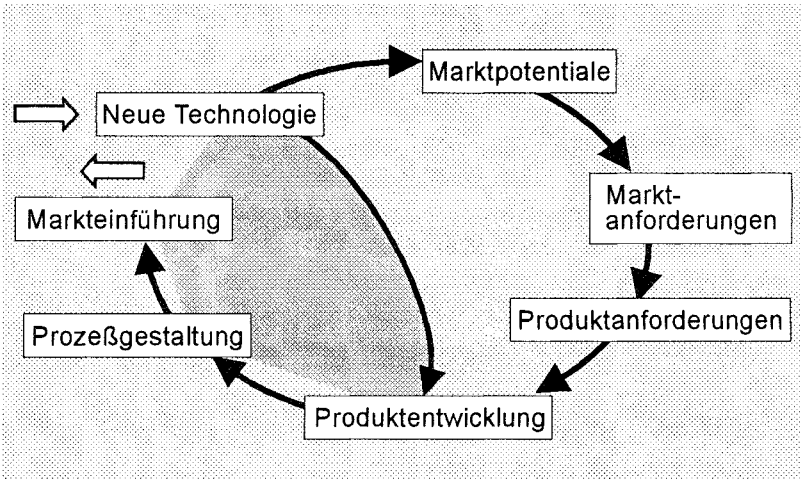 Marktpotentiale
Neue Technologie
Markt-
anforderungen
Markteinführung
Produktanforderungen
Prozeßgestaltung
Produktentwicklung